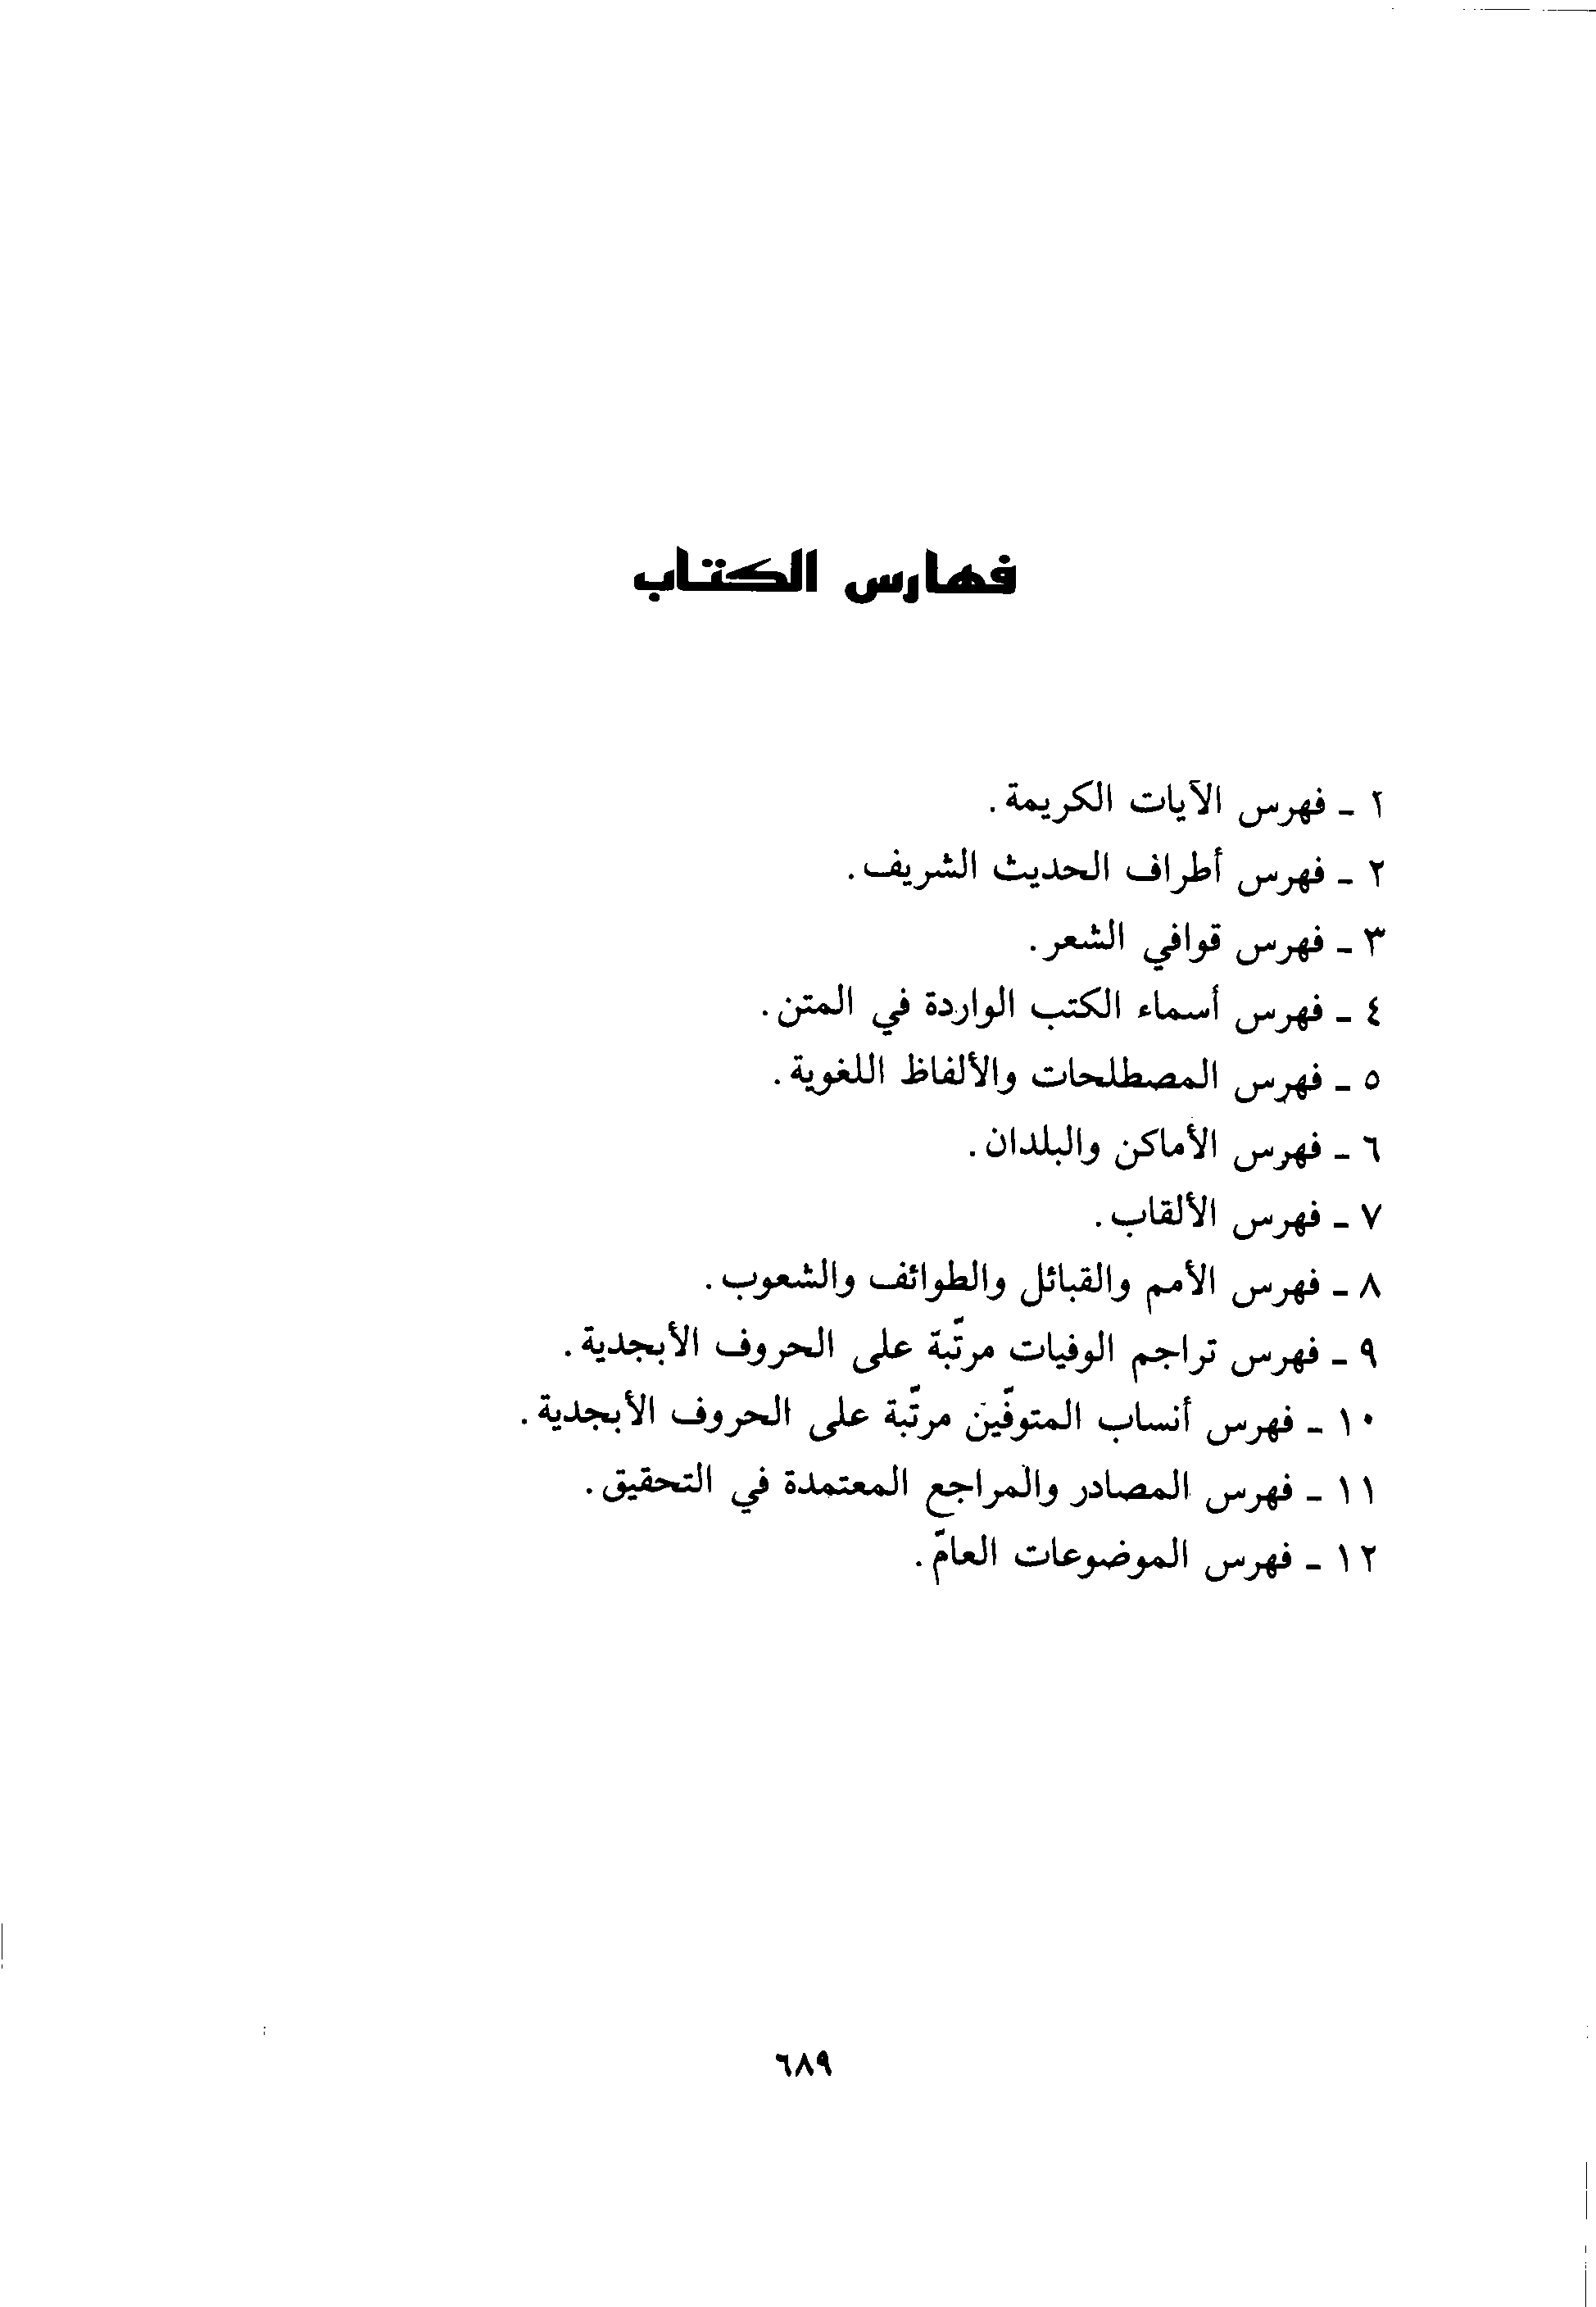 فهارس الكتاب
١ - فهرس الآيات الكريمة.
٢ - فهرس أطراف الحديث الشريف.
٣ - فهرس قوافي الشعر.
٤ - فهرس أسماء الكتب الواردة في المتن.
٥ - فهرس المصطلحات والألفاظ اللغوية.
٦ - فهرس الأماكن والبلدان.
٧ - فهرس الألقاب.
٨ - فهرس الأمم والقبائل والطوائف والشعوب.
٩ - فهرس تراجم الوفيات مرتّبة على الحروف الأبجدية.
١٠ - فهرس أنساب المتوفّين مرتّبة على الحروف الأبجدية.
١١ - فهرس المصادر والمراجع المعتمدة في التحقيق.
١٢ - فهرس الموضوعات العامّ.
٦٨٩